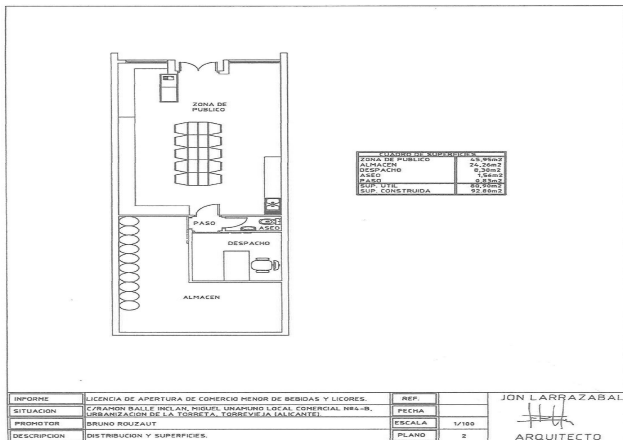 ZONA DE
PUBLICO
PASO
ASEO
DESPACHO
ALMACEN
CUADRO DE SUPERFICIES
ZONA DE PUBLICO 45,95m2
ALMACEN 24,26m2
DESPACHO 8,30m2
ASEO 1,56m2
PASO 0,83m2
SUP. UTIL 80,90m2
SUP. CONSTRUIDA 92.80m2
INFORME LICENCIA DE APERTURA DE COMERCIO MENOR DE BEBIDAS Y LICORES. REF.
SITUACION C/RAMON BALLE INCLAN, MIGUEL UNAMUNO LOCAL COMERCIAL Nº4-B,
URBANIZACION DE LA TORRETA, TORREVIEJA (ALICANTE). FECHA
PROMOTOR BRUNO ROUZAUT ESCALA 1/100
DESCRIPCION DISTRIBUCION Y SUPERFICIES. PLANO 2
JON LARRAZABAL
ARQUITECTO